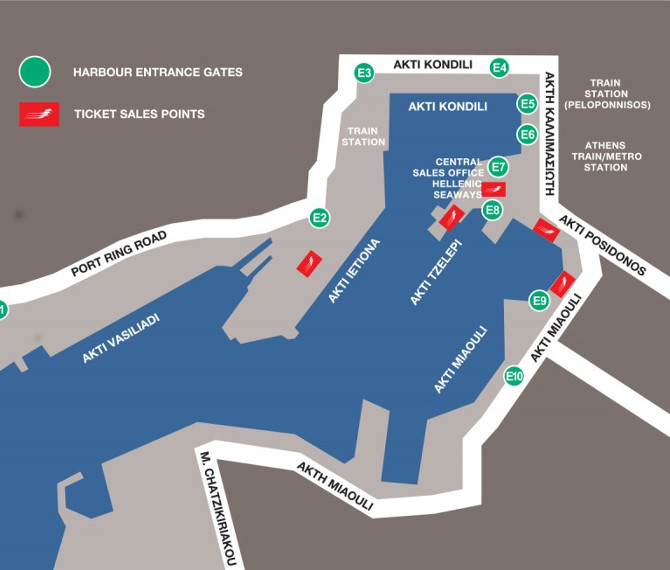 HARBOUR ENTRANCE GATES
TICKET SALES POINTS
E3
AKTI KONDILI
E4
AKTI KONDILI
E5
E6
TRAIN
STATION
(PELOPONNISOS)
ΑΚΤΗ ΚΑΛΛΙΜΑΣΙΩΤΗ
TRAIN
STATION
ATHENS
TRAIN/METRO
STATION
CENTRAL
SALES OFFICE
HELLENIC
SEAWAYS
E7
E8
E2
PORT RING ROAD
AKTI IETIONA
AKTI TZELEPI
AKTI POSIDONOS
1
AKTI VASILIADI
E9
AKTI MIAOULI
AKTI MIAOULI
E10
AKTH MIAOULI
M. CHATZIKIRIAKOU